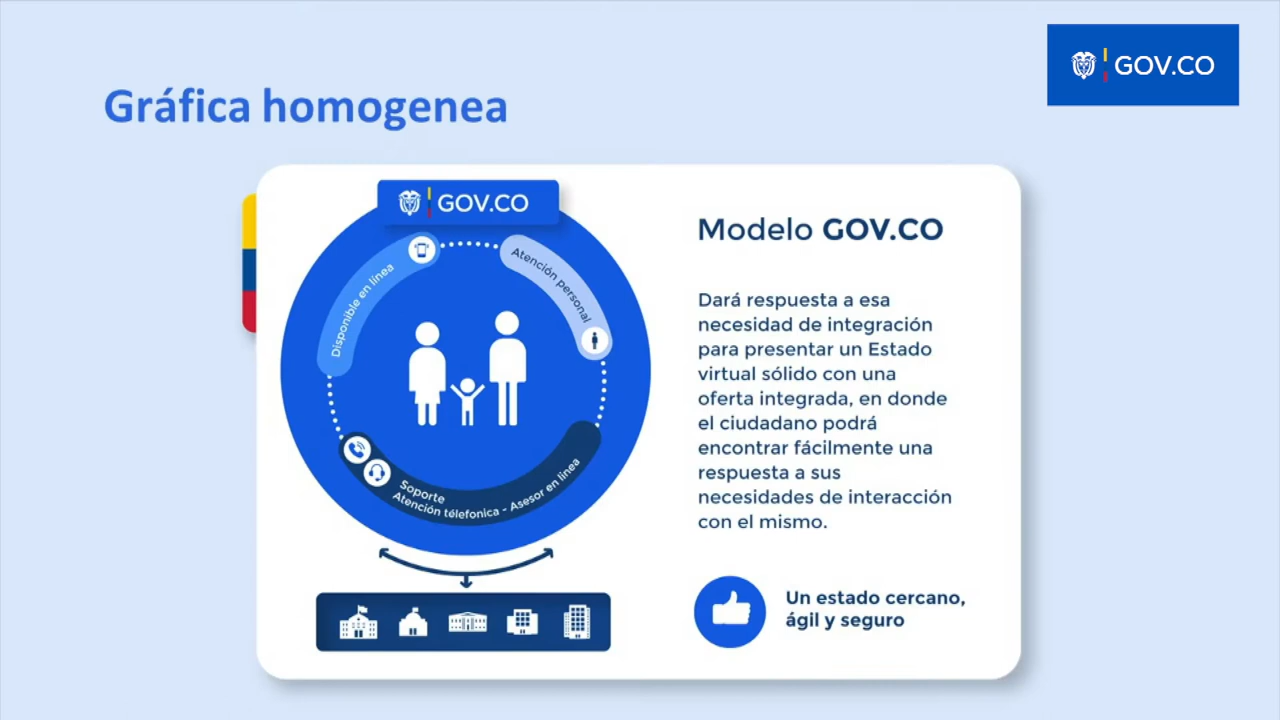 GOV.CO
Gráfica homogenea
GOV.CO
Disponible en línea
Atención personal
Soporte
Atención télefonica - Asesor en línea
Modelo GOV.CO
Dará respuesta a esa
necesidad de integración
para presentar un Estado
virtual sólido con una
oferta integrada, en donde
el ciudadano podrá
encontrar fácilmente una
respuesta a sus
necesidades de interacción
con el mismo.
Un estado cercano,
ágil y seguro